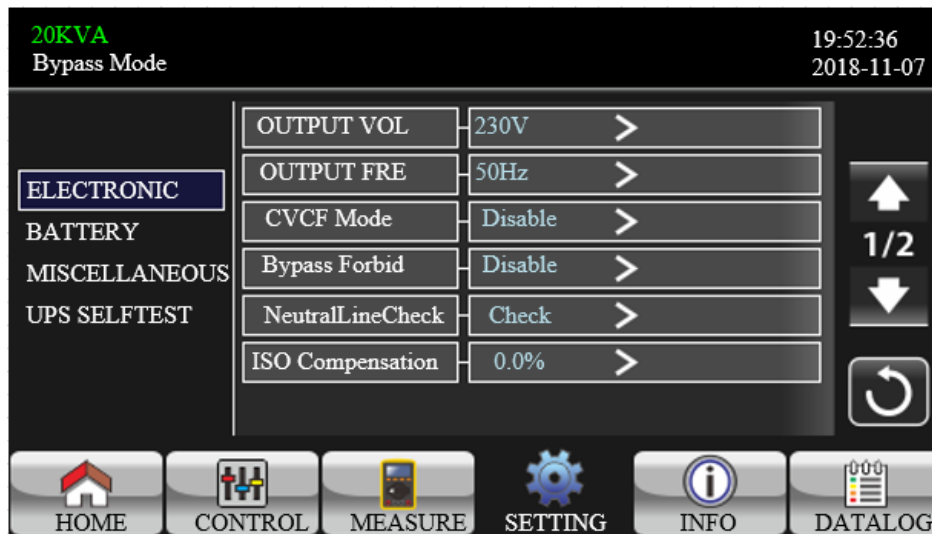 20KVA
Bypass Mode
19:52:36
2018-11-07
ELECTRONIC
BATTERY
MISCELLANEOUS
UPS SELFTEST
OUTPUT VOL 230V >
OUTPUT FRE 50Hz >
CVCF Mode Disable >
Bypass Forbid Disable >
NeutralLineCheck Check >
ISO Compensation 0.0% >
1/2
HOME CONTROL MEASURE SETTING INFO DATALOG